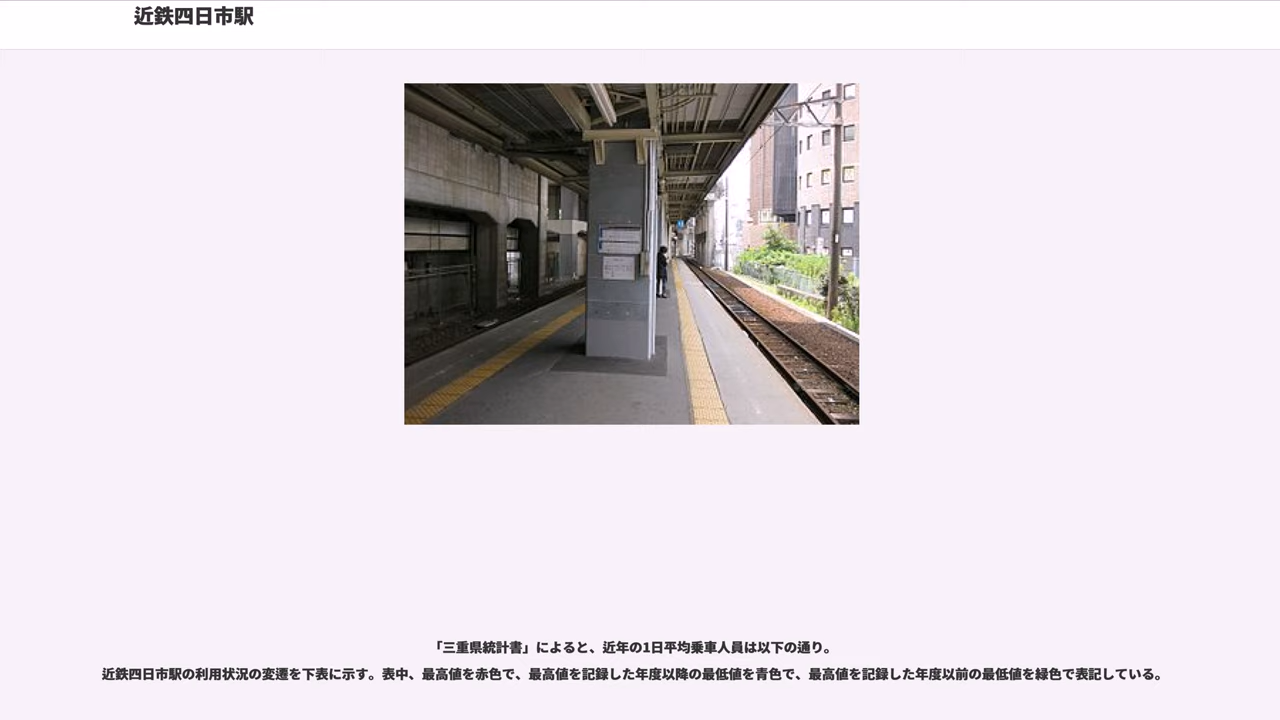 近鉄四日市駅
「三重県統計書」によると、近年の1日平均乗車人員は以下の通り。
近鉄四日市駅の利用状況の変遷を下表に示す。表中、最高値を赤色で、最高値を記録した年度以降の最低値を青色で、最高値を記録した年度以前の最低値を緑色で表記している。